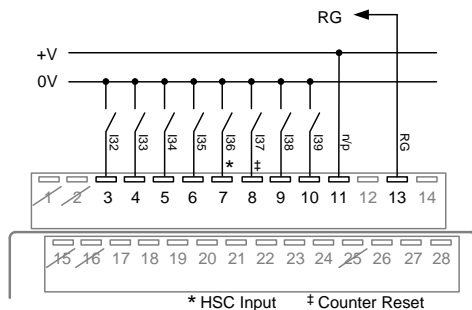 RG
+V
0V
I32 I33 I34 I35 I36 I37 I38 I39 n/p RG
* ‡
1 2 3 4 5 6 7 8 9 10 11 12 13 14
15 16 17 18 19 20 21 22 23 24 25 26 27 28
* HSC Input ‡ Counter Reset